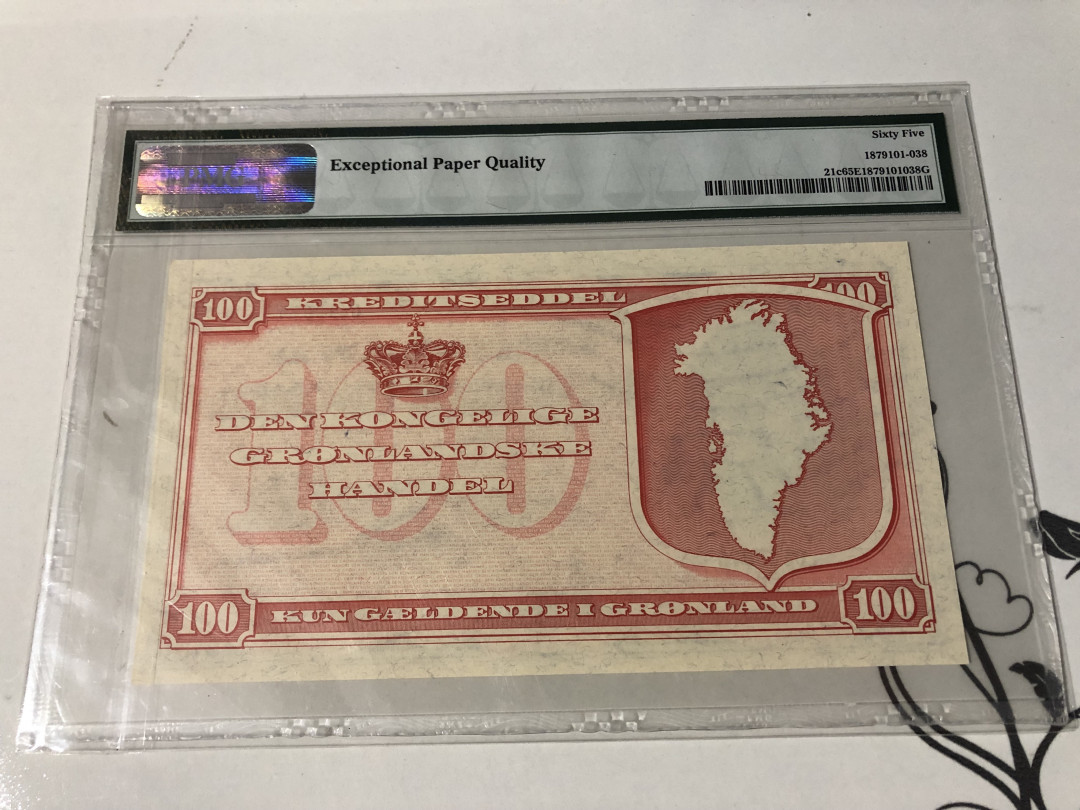 Exceptional Paper Quality
Sixty Five
1879101-038
21c65E1879101038G
100
KREDITSEDDEL
100
100
DEN KONGELIGE
GRØNLANDSKE
HANDEL
100
KUN GÆLDENDE I GRØNLAND
100